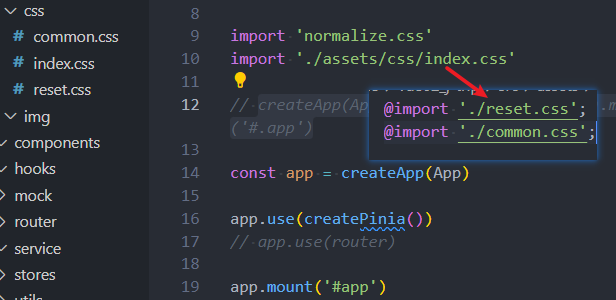 css
common.css
index.css
reset.css
img
components
hooks
mock
router
service
stores
utils
8
9 import 'normalize.css'
10 import './assets/css/index.css'
11
12 // createApp(Ap
('#.app')
@import './reset.css';
@import './common.css';
13
14 const app = createApp(App)
15
16 app.use(createPinia())
17 // app.use(router)
18
19 app.mount('#app')